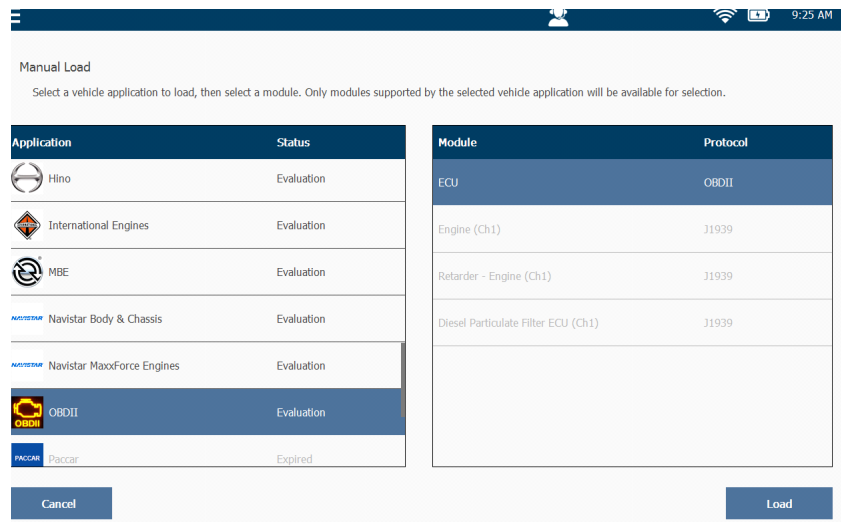 9:25 AM
Manual Load
Select a vehicle application to load, then select a module. Only modules supported by the selected vehicle application will be available for selection.
Application Status
Hino Evaluation
International Engines Evaluation
MBE Evaluation
NAVISTAR Navistar Body & Chassis Evaluation
NAVISTAR Navistar MaxxForce Engines Evaluation
OBDII OBDII Evaluation
PACCAR Paccar Expired
Module Protocol
ECU OBDII
Engine (Ch1) J1939
Retarder - Engine (Ch1) J1939
Diesel Particulate Filter ECU (Ch1) J1939
Cancel
Load